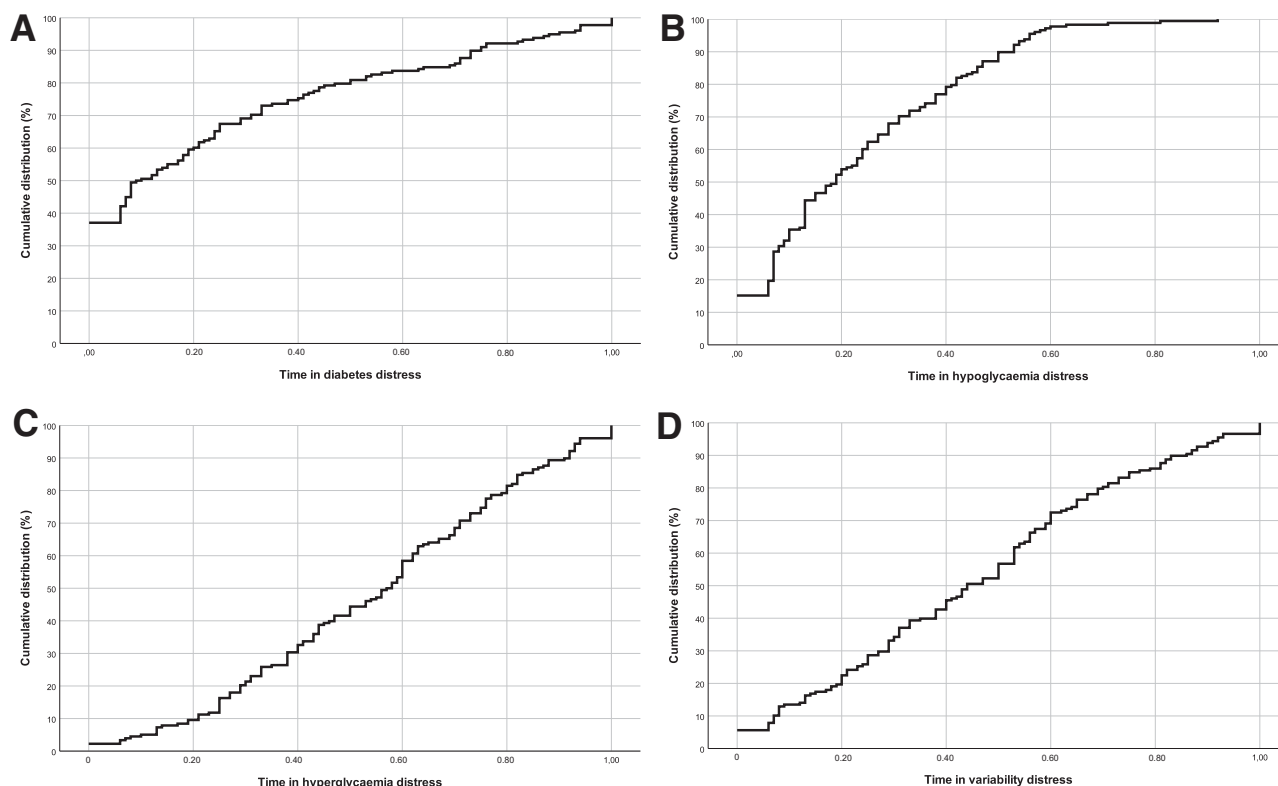 A
100
90
80
70
60
50
40
30
20
10
0
Cumulative distribution (%)
,00 0.20 0.40 0.60 0.80 1,00
Time in diabetes distress
B
100
90
80
70
60
50
40
30
20
10
0
Cumulative distribution (%)
,00 0.20 0.40 0.60 0.80 1,00
Time in hypoglycaemia distress
C
100
90
80
70
60
50
40
30
20
10
0
Cumulative distribution (%)
0 0.20 0.40 0.60 0.80 1,00
Time in hyperglycaemia distress
D
100
90
80
70
60
50
40
30
20
10
0
Cumulative distribution (%)
0 0.20 0.40 0.60 0.80 1,00
Time in variability distress